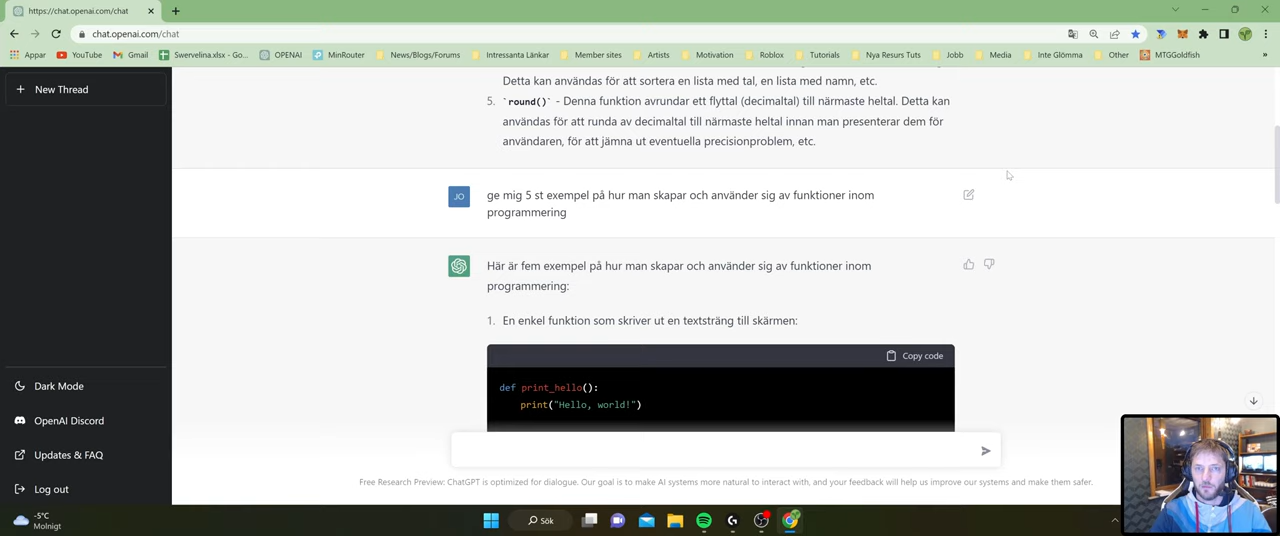 https://chat.openai.com/chat
chat.openai.com/chat
Appar YouTube Gmail Swervelina.xlsx - Go... OPENAI MinRouter News/Blogs/Forums Intressanta Länkar Member sites Artists Motivation Roblox Tutorials Nya Resurs Tuts Jobb Media Inte Glömma Other MTGGoldfish »
New Thread
Detta kan användas för att sortera en lista med tal, en lista med namn, etc.
5. `round()` - Denna funktion avrundar ett flyttal (decimaltal) till närmaste heltal. Detta kan
användas för att runda av decimaltal till närmaste heltal innan man presenterar dem för
användaren, för att jämna ut eventuella precisionproblem, etc.
JO
ge mig 5 st exempel på hur man skapar och använder sig av funktioner inom
programmering
Här är fem exempel på hur man skapar och använder sig av funktioner inom
programmering:
1. En enkel funktion som skriver ut en textsträng till skärmen:
Copy code
def print_hello():
print("Hello, world!")
Dark Mode
OpenAI Discord
Updates & FAQ
Log out
Free Research Preview: ChatGPT is optimized for dialogue. Our goal is to make AI systems more natural to interact with, and your feedback will help us improve our systems and make them safer.
-5°C
Molnigt
Sök